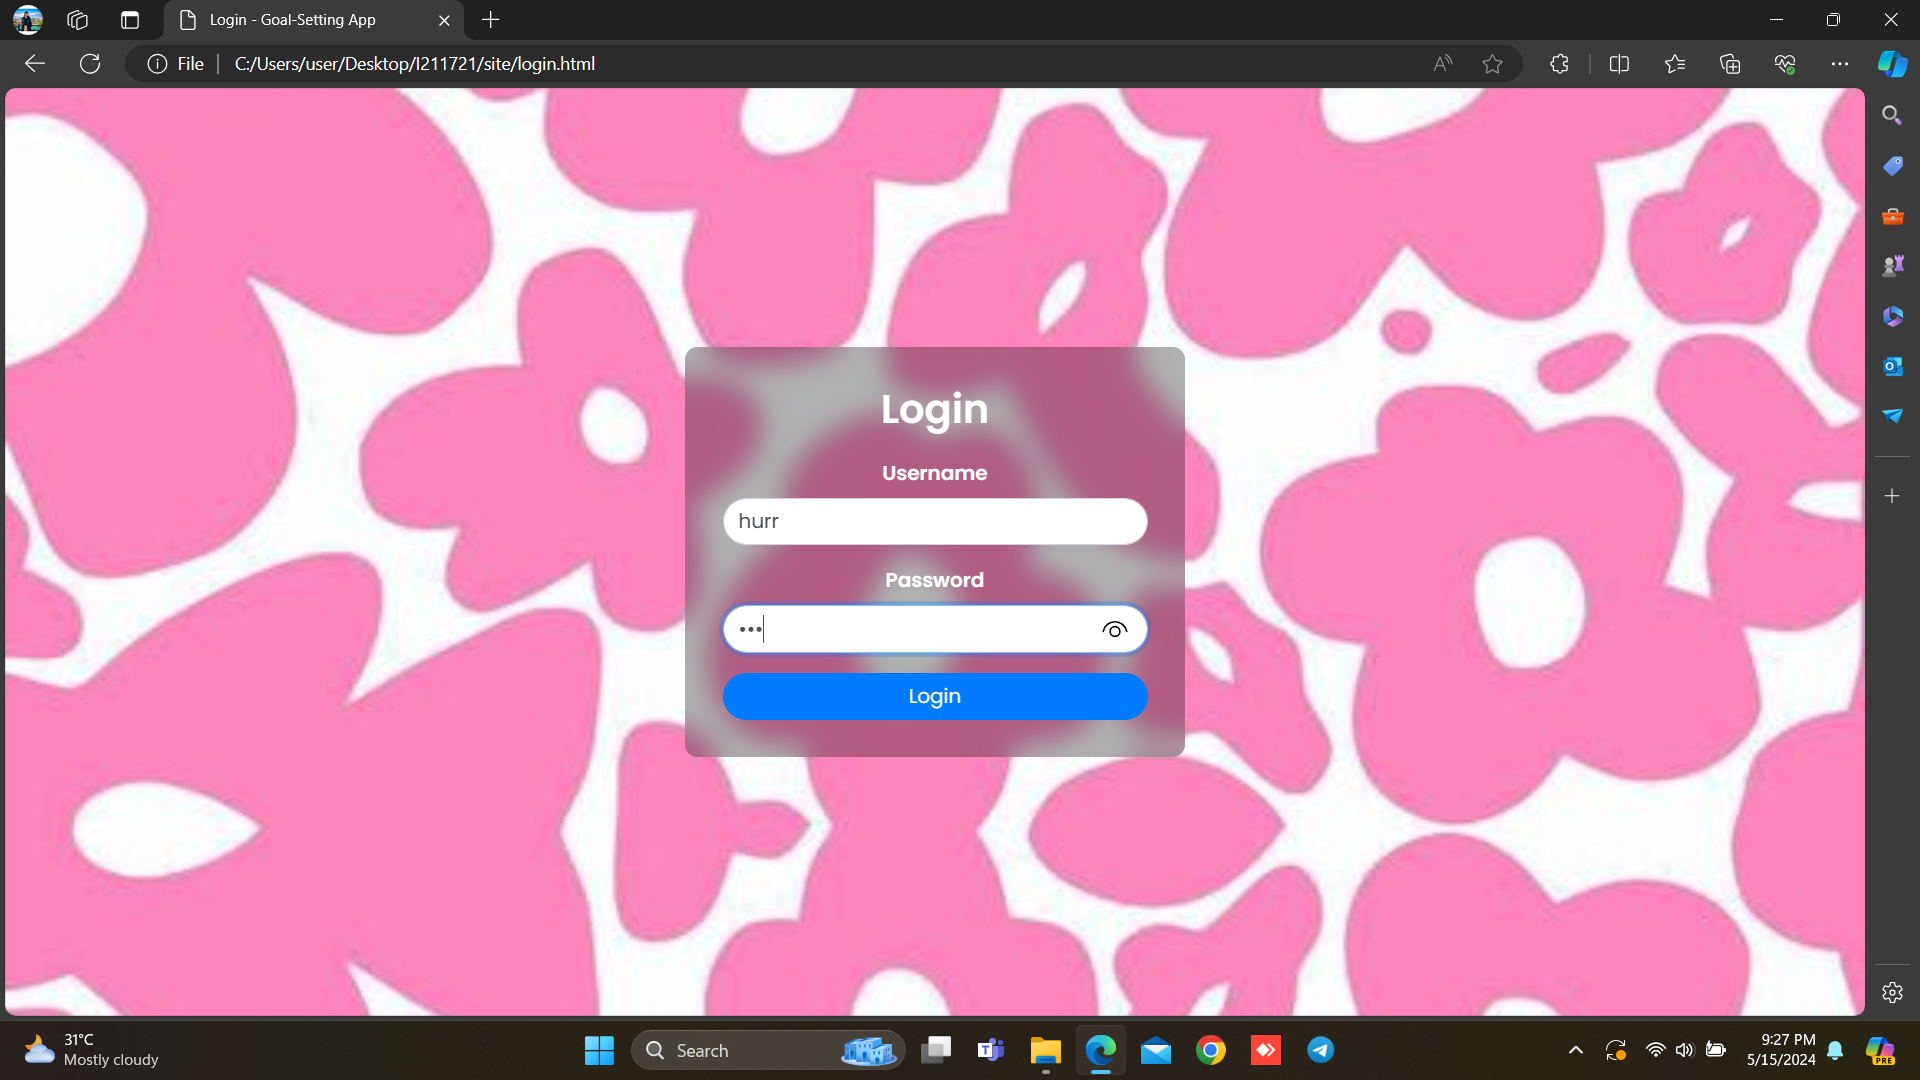 Login - Goal-Setting App
File
C:/Users/user/Desktop/I211721/site/login.html
Login
Username
hurr
Password
•••
Login
31°C
Mostly cloudy
Search
9:27 PM
5/15/2024
PRE